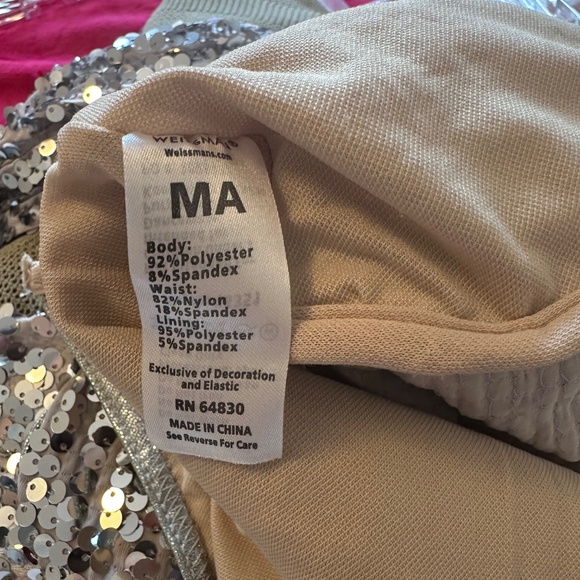 WEISSMANS
Weissmans.com
MA
Body:
92%Polyester
8%Spandex
Waist:
82%Nylon
18%Spandex
Lining:
95%Polyester
5%Spandex
Exclusive of Decoration
and Elastic
RN 64830
MADE IN CHINA
See Reverse For Care